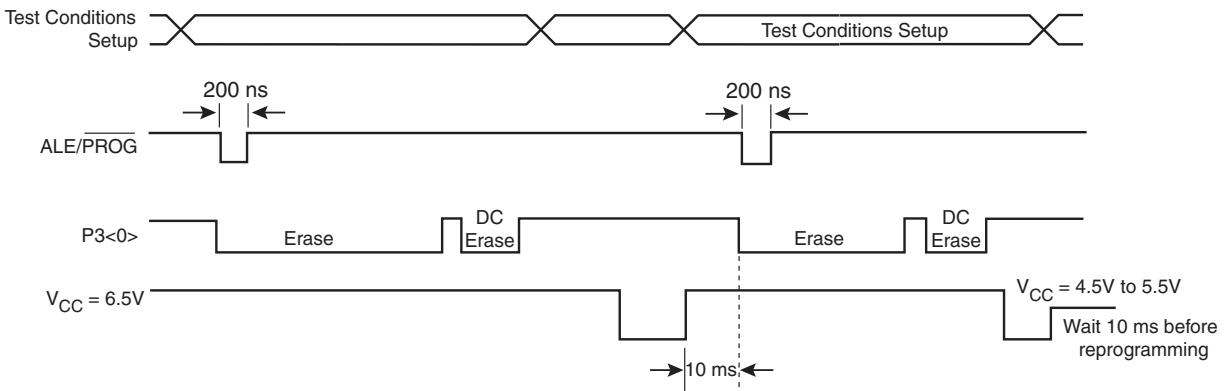 Test Conditions
Setup
Test Conditions Setup
200 ns
200 ns
ALE/PROG
P3<0>
Erase
DC
Erase
Erase
DC
Erase
VCC = 6.5V
VCC = 4.5V to 5.5V
Wait 10 ms before
reprogramming
10 ms